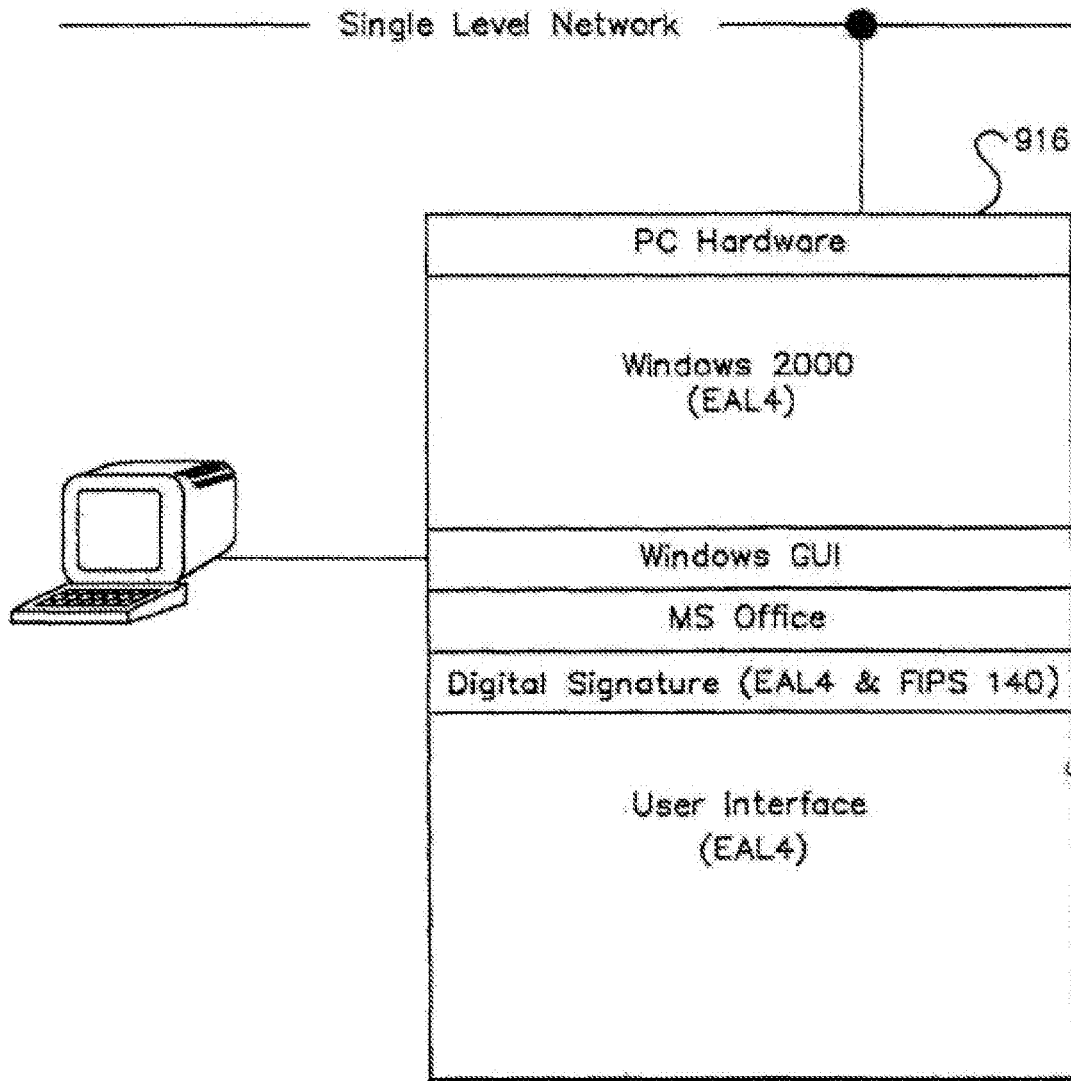 Single Level Network
916
PC Hardware
Windows 2000
(EAL4)
Windows GUI
MS Office
Digital Signature (EAL4 & FIPS 140)
User Interface
(EAL4)